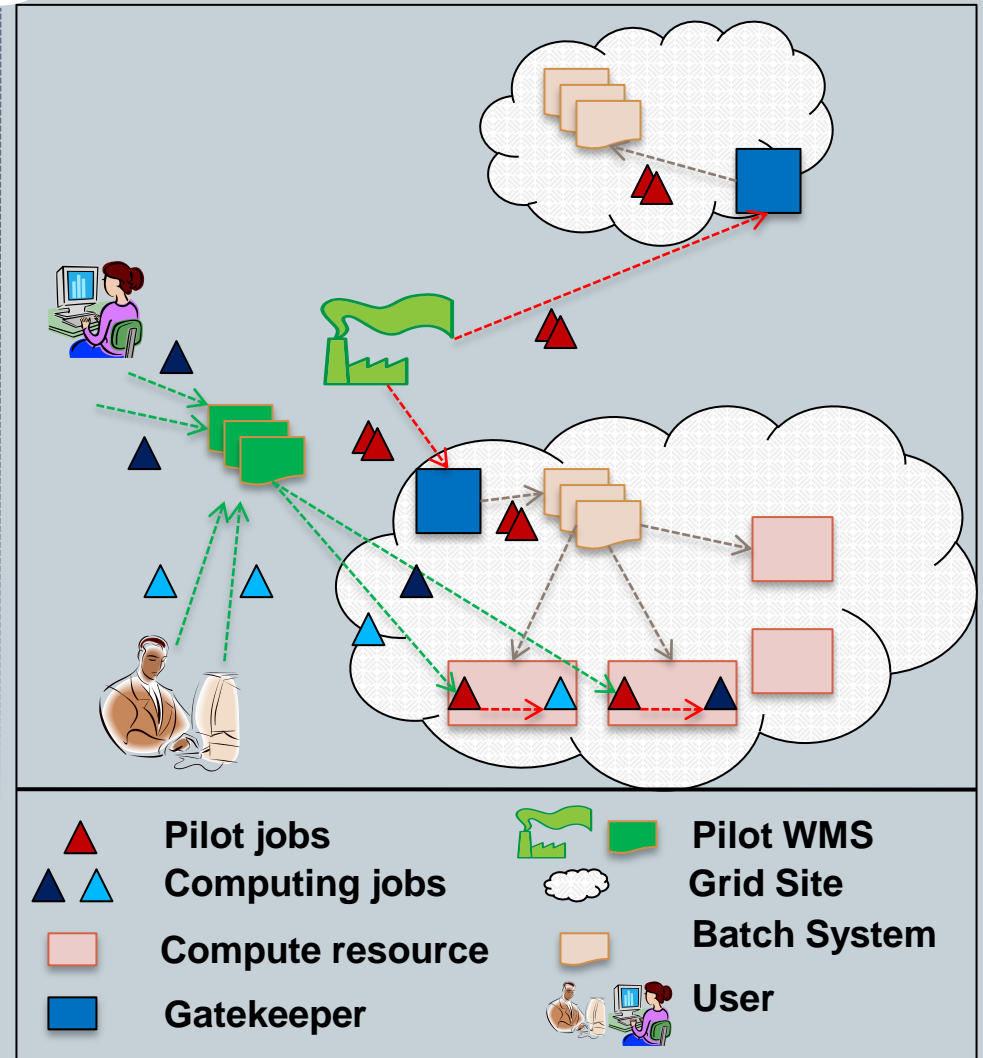 Pilot jobs
Pilot WMS
Computing jobs
Grid Site
Compute resource
Batch System
Gatekeeper
User